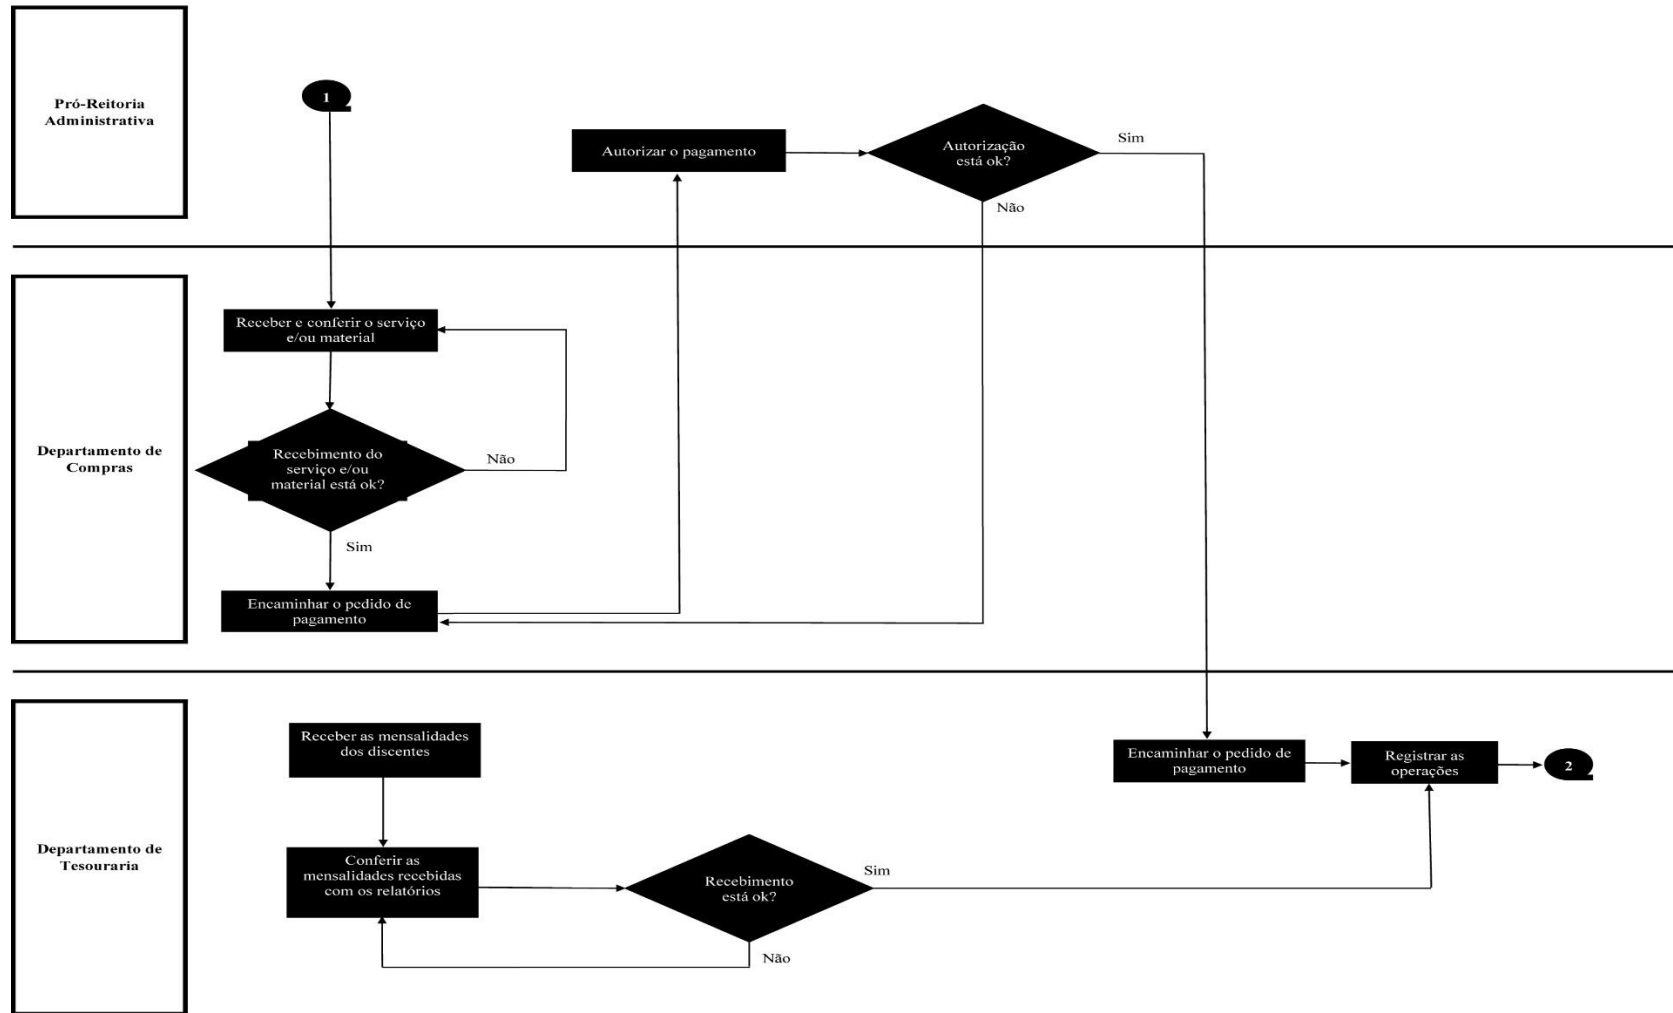 Pró-Reitoria
Administrativa
1
Autorizar o pagamento
Autorização
está ok?
Sim
Não
Departamento de
Compras
Receber e conferir o serviço
e/ou material
Recebimento do
serviço e/ou
material está ok?
Não
Sim
Encaminhar o pedido de
pagamento
Departamento de
Tesouraria
Receber as mensalidades
dos discentes
Conferir as
mensalidades recebidas
com os relatórios
Recebimento
está ok?
Sim
Não
Encaminhar o pedido de
pagamento
Registrar as
operações
2